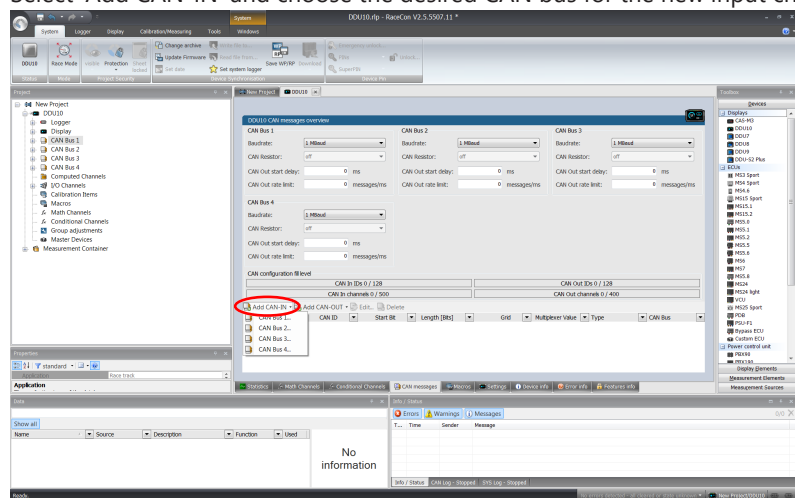 Select 'Add CAN-IN' and choose the desired CAN bus for the new input ch
DDU10.rlp - RaceCon V2.5.5507.11 *
System
System Logger Display Calibration/Measuring Tools Windows
DDU10 Race Mode Protection
Change archive
Update Firmware
Set date
Set system logger
Save WP/RP
Download
Status Mode Project Security Device Synchronisation Device Pin
Project
New Project DDU10
Toolbox
New Project
DDU10
Logger
Display
CAN Bus 1
CAN Bus 2
CAN Bus 3
CAN Bus 4
Computed Channels
I/O Channels
Calibration Items
Macros
Math Channels
Conditional Channels
Group adjustments
Master Devices
Measurement Container
DDU10 CAN messages overview
CAN Bus 1 CAN Bus 2 CAN Bus 3
Baudrate: 1 MBaud Baudrate: 1 MBaud Baudrate: 1 MBaud
CAN Resistor: off CAN Resistor: off CAN Resistor: off
CAN Out start delay: 0 ms CAN Out start delay: 0 ms CAN Out start delay: 0 ms
CAN Out rate limit: 0 messages/ms CAN Out rate limit: 0 messages/ms CAN Out rate limit: 0 messages/ms
CAN Bus 4
Baudrate: 1 MBaud
CAN Resistor: off
CAN Out start delay: 0 ms
CAN Out rate limit: 0 messages/ms
CAN configuration fill level
CAN In IDs 0 / 128 CAN Out IDs 0 / 128
CAN In channels 0 / 500 CAN Out channels 0 / 400
Add CAN-IN Add CAN-OUT Edit... Delete
CAN ID Start Bit Length [Bits] Grid Multiplexer Value Type CAN Bus
CAN Bus 1...
CAN Bus 2...
CAN Bus 3...
CAN Bus 4...
Statistics Math Channels Conditional Channels CAN messages Macros Settings Device info Error info Features info
Devices
Displays
CAS-M3
DDU10
DDU7
DDU8
DDU9
DDU-S2 Plus
ECUs
MS3 Sport
MS4 Sport
MS4.6
MS15 Sport
MS15.1
MS15.2
MS5.0
MS5.1
MS5.2
MS5.5
MS5.6
MS6
MS7
MS5.8
MS24
MS24 light
VCU
MS25 Sport
PDB
PSU-F1
Bypass ECU
Custom ECU
Power control unit
PBX90
PBX190
Display Elements
Measurement Elements
Measurement Sources
Properties
standard
Application Race track
Application
Data
Show all
Name Source Description Function Used
No
information
Info / Status
Errors Warnings Messages 0/0
T... Time Sender Message
Info / Status CAN Log - Stopped SYS Log - Stopped
Ready
New Project/DDU10